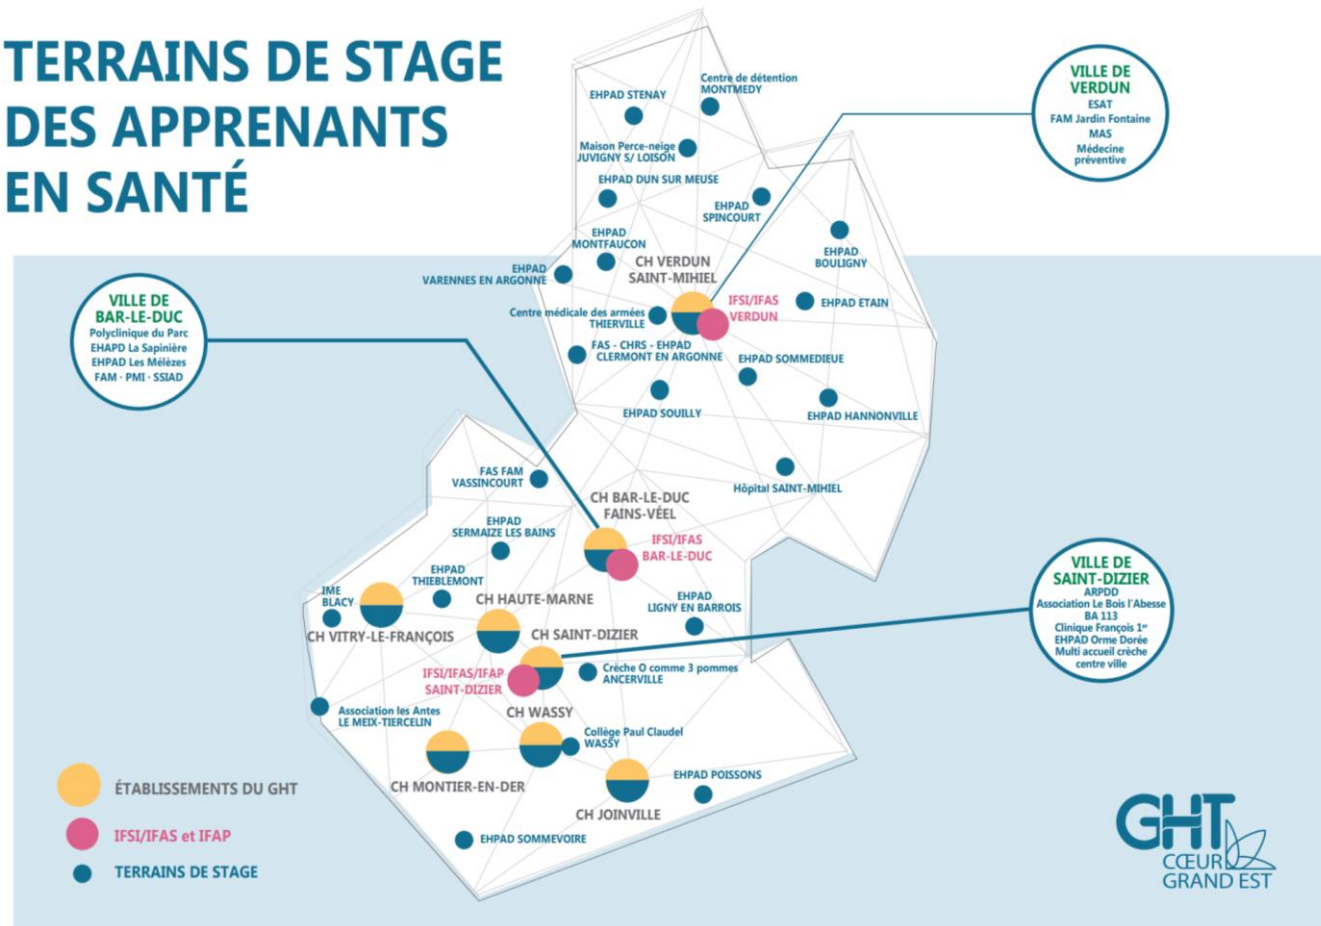 TERRAINS DE STAGE
DES APPRENANTS
EN SANTÉ
VILLE DE
VERDUN
ESAT
FAM Jardin Fontaine
MAS
Médecine
préventive
Centre de détention
MONTMEDY
EHPAD STENAY
Maison Perce-neige
JUVIGNY S/ LOISON
EHPAD DUN SUR MEUSE
EHPAD
SPINCOURT
EHPAD
MONTFAUCON
EHPAD
BOULIGNY
CH VERDUN
SAINT-MIHIEL
EHPAD
VARENNES EN ARGONNE
IFSI/IFAS
VERDUN
EHPAD ETAIN
Centre médicale des armées
THIERVILLE
FAS - CHRS - EHPAD
CLERMONT EN ARGONNE
EHPAD SOMMEDIEUE
EHPAD SOUILLY
EHPAD HANNONVILLE
VILLE DE
BAR-LE-DUC
Polyclinique du Parc
EHAPD La Sapinière
EHPAD Les Mélèzes
FAM · PMI · SSIAD
FAS FAM
VASSINCOURT
Hôpital SAINT-MIHIEL
CH BAR-LE-DUC
FAINS-VÉEL
EHPAD
SERMAIZE LES BAINS
IFSI/IFAS
BAR-LE-DUC
EHPAD
THIEBLEMONT
IME
BLACY
CH HAUTE-MARNE
EHPAD
LIGNY EN BARROIS
CH VITRY-LE-FRANÇOIS
CH SAINT-DIZIER
VILLE DE
SAINT-DIZIER
ARPDD
Association Le Bois l'Abesse
BA 113
Clinique François 1er
EHPAD Orme Dorée
Multi accueil crèche
centre ville
IFSI/IFAS/IFAP
SAINT-DIZIER
Crèche O comme 3 pommes
ANCERVILLE
Association les Antes
LE MEIX-TIERCELIN
CH WASSY
Collège Paul Claudel
WASSY
CH MONTIER-EN-DER
EHPAD POISSONS
CH JOINVILLE
EHPAD SOMMEVOIRE
ÉTABLISSEMENTS DU GHT
IFSI/IFAS et IFAP
TERRAINS DE STAGE
GHT
CŒUR
GRAND EST